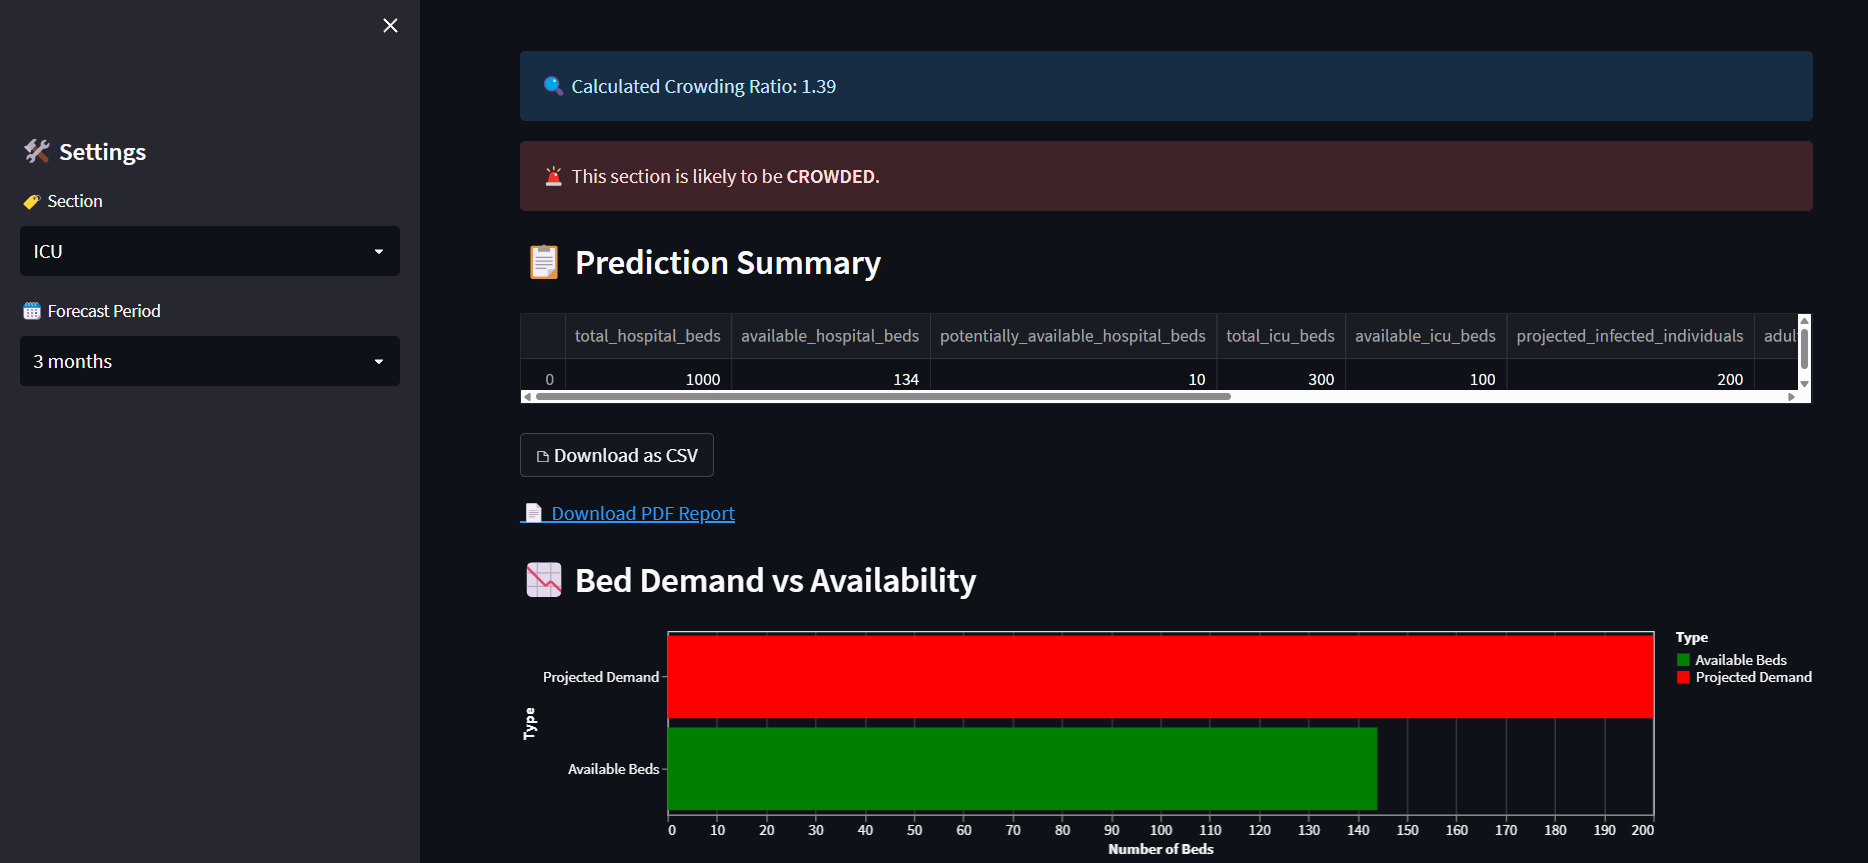 Settings
Section
ICU
Forecast Period
3 months
Calculated Crowding Ratio: 1.39
This section is likely to be CROWDED.
Prediction Summary
total_hospital_beds available_hospital_beds potentially_available_hospital_beds total_icu_beds available_icu_beds projected_infected_individuals adul
0 1000 134 10 300 100 200
Download as CSV
Download PDF Report
Bed Demand vs Availability
Type
Projected Demand
Available Beds
0 10 20 30 40 50 60 70 80 90 100 110 120 130 140 150 160 170 180 190 200
Number of Beds
Type
Available Beds
Projected Demand